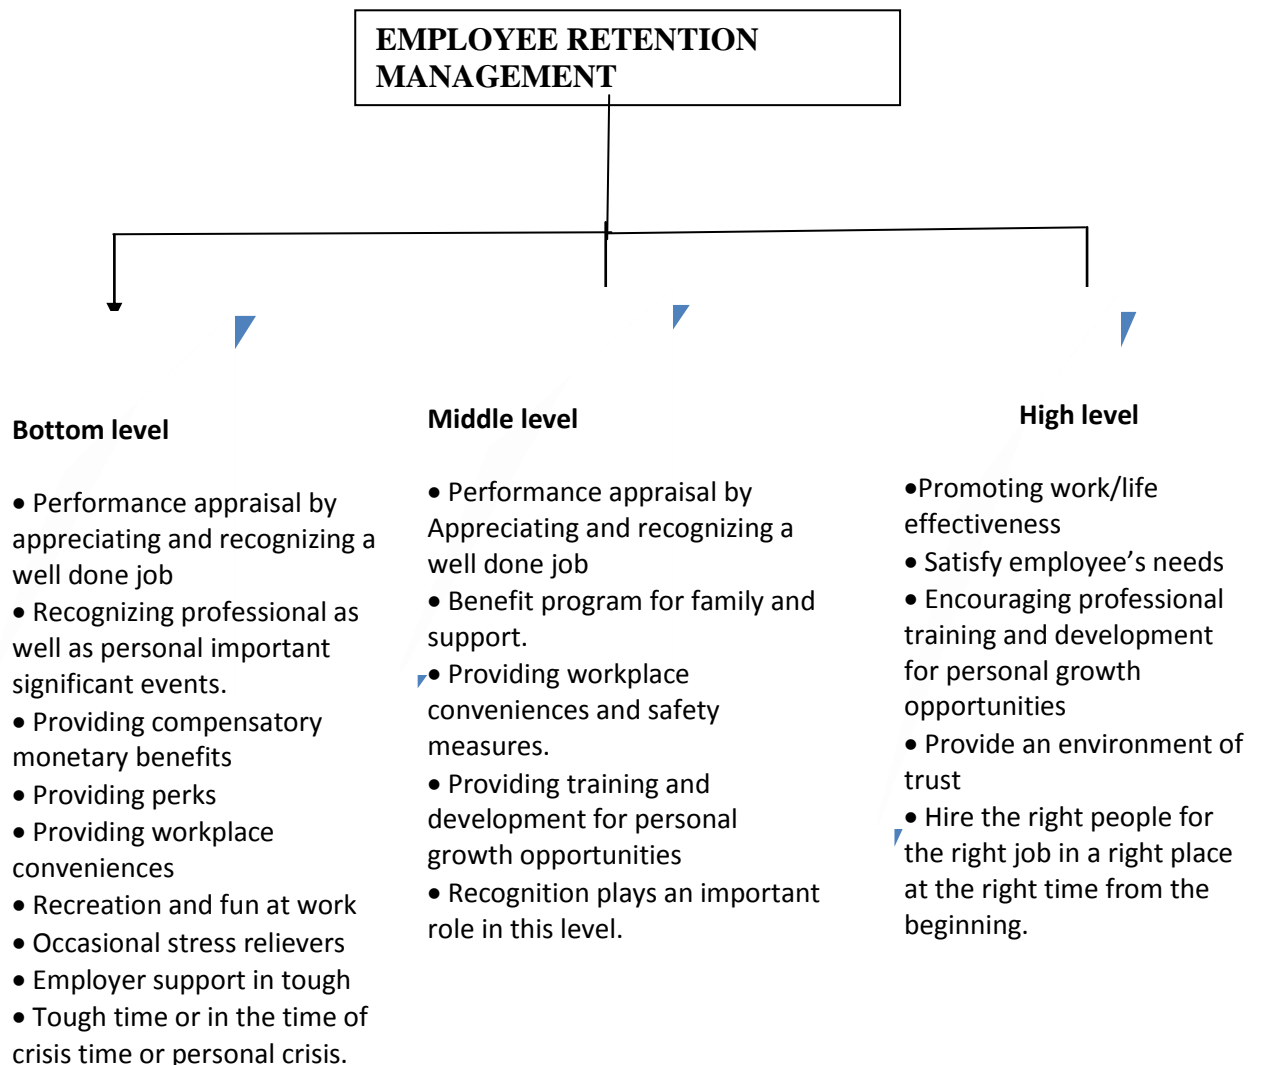 EMPLOYEE RETENTION
MANAGEMENT
Bottom level
• Performance appraisal by
appreciating and recognizing a
well done job
• Recognizing professional as
well as personal important
significant events.
• Providing compensatory
monetary benefits
• Providing perks
• Providing workplace
conveniences
• Recreation and fun at work
• Occasional stress relievers
• Employer support in tough
• Tough time or in the time of
crisis time or personal crisis.
Middle level
• Performance appraisal by
Appreciating and recognizing a
well done job
• Benefit program for family and
support.
• Providing workplace
conveniences and safety
measures.
• Providing training and
development for personal
growth opportunities
• Recognition plays an important
role in this level.
High level
•Promoting work/life
effectiveness
• Satisfy employee’s needs
• Encouraging professional
training and development
for personal growth
opportunities
• Provide an environment of
trust
• Hire the right people for
the right job in a right place
at the right time from the
beginning.